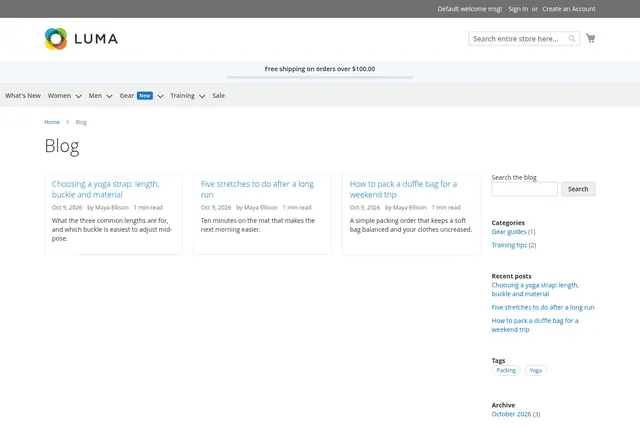 Default welcome msg! Sign In or Create an Account
LUMA
Search entire store here...
Free shipping on orders over $100.00
What's New Women Men Gear New Training Sale
Home > Blog
Blog
Choosing a yoga strap: length,
buckle and material
Oct 9, 2026 by Maya Ellison 1 min read
What the three common lengths are for,
and which buckle is easiest to adjust mid-
pose.
Five stretches to do after a long
run
Oct 9, 2026 by Maya Ellison 1 min read
Ten minutes on the mat that makes the
next morning easier.
How to pack a duffle bag for a
weekend trip
Oct 9, 2026 by Maya Ellison 1 min read
A simple packing order that keeps a soft
bag balanced and your clothes uncreased.
Search the blog
Search
Categories
Gear guides (1)
Training tips (2)
Recent posts
Choosing a yoga strap: length,
buckle and material
Five stretches to do after a long run
How to pack a duffle bag for a
weekend trip
Tags
Packing Yoga
Archive
October 2026 (3)